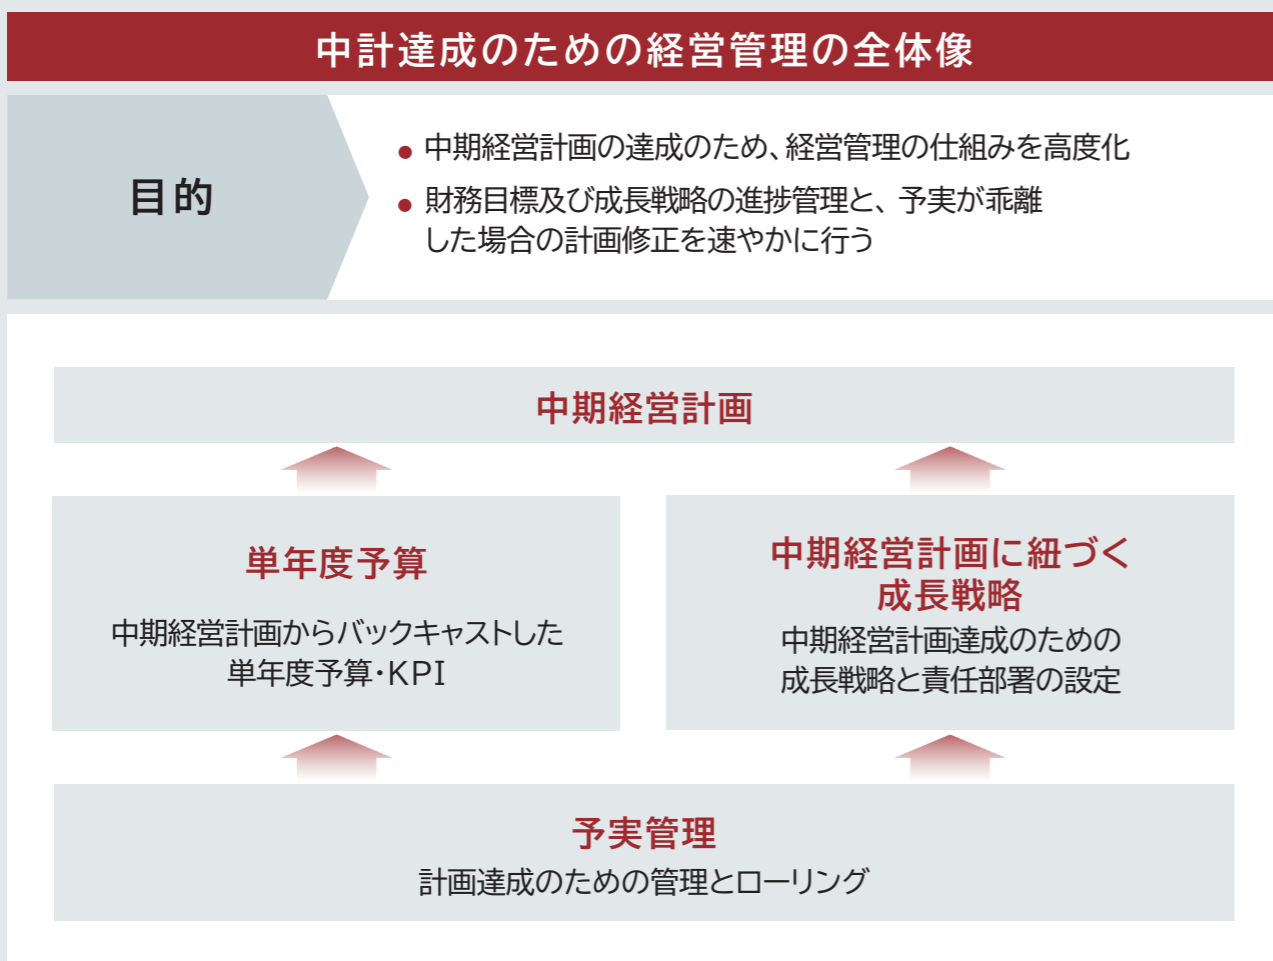 中計達成のための経営管理の全体像
目的
● 中期経営計画の達成のため、経営管理の仕組みを高度化
● 財務目標及び成長戦略の進捗管理と、予実が乖離
した場合の計画修正を速やかに行う
中期経営計画
単年度予算
中期経営計画からバックキャストした
単年度予算・KPI
中期経営計画に紐づく
成長戦略
中期経営計画達成のための
成長戦略と責任部署の設定
予実管理
計画達成のための管理とローリング